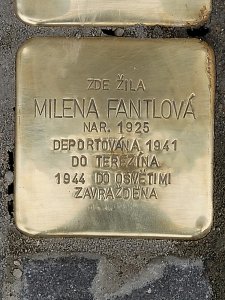 ZDE ŽILA
MILENA FANTLOVÁ
NAR. 1925
DEPORTOVÁNA 1941
DO TEREZÍNA
1944 DO OSVĚTIMI
ZAVRAŽDĚNA